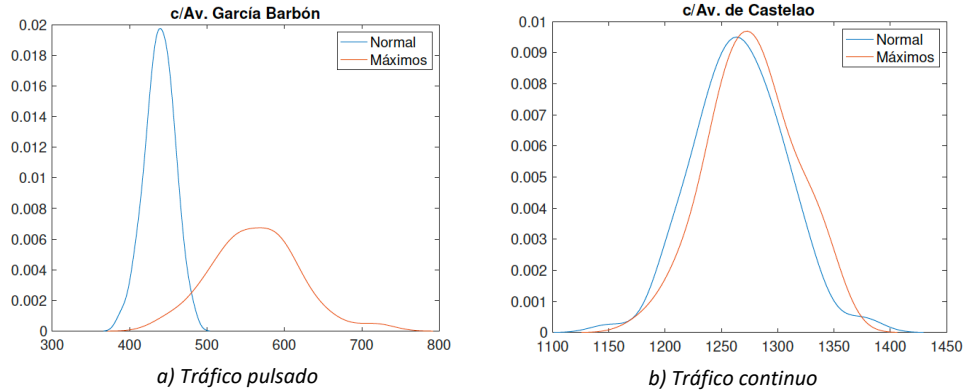 c/Av. García Barbón
0.02
0.018
0.016
0.014
0.012
0.01
0.008
0.006
0.004
0.002
0
300 400 500 600 700 800
Normal
Máximos
a) Tráfico pulsado
c/Av. de Castelao
0.01
0.009
0.008
0.007
0.006
0.005
0.004
0.003
0.002
0.001
0
1100 1150 1200 1250 1300 1350 1400 1450
Normal
Máximos
b) Tráfico continuo